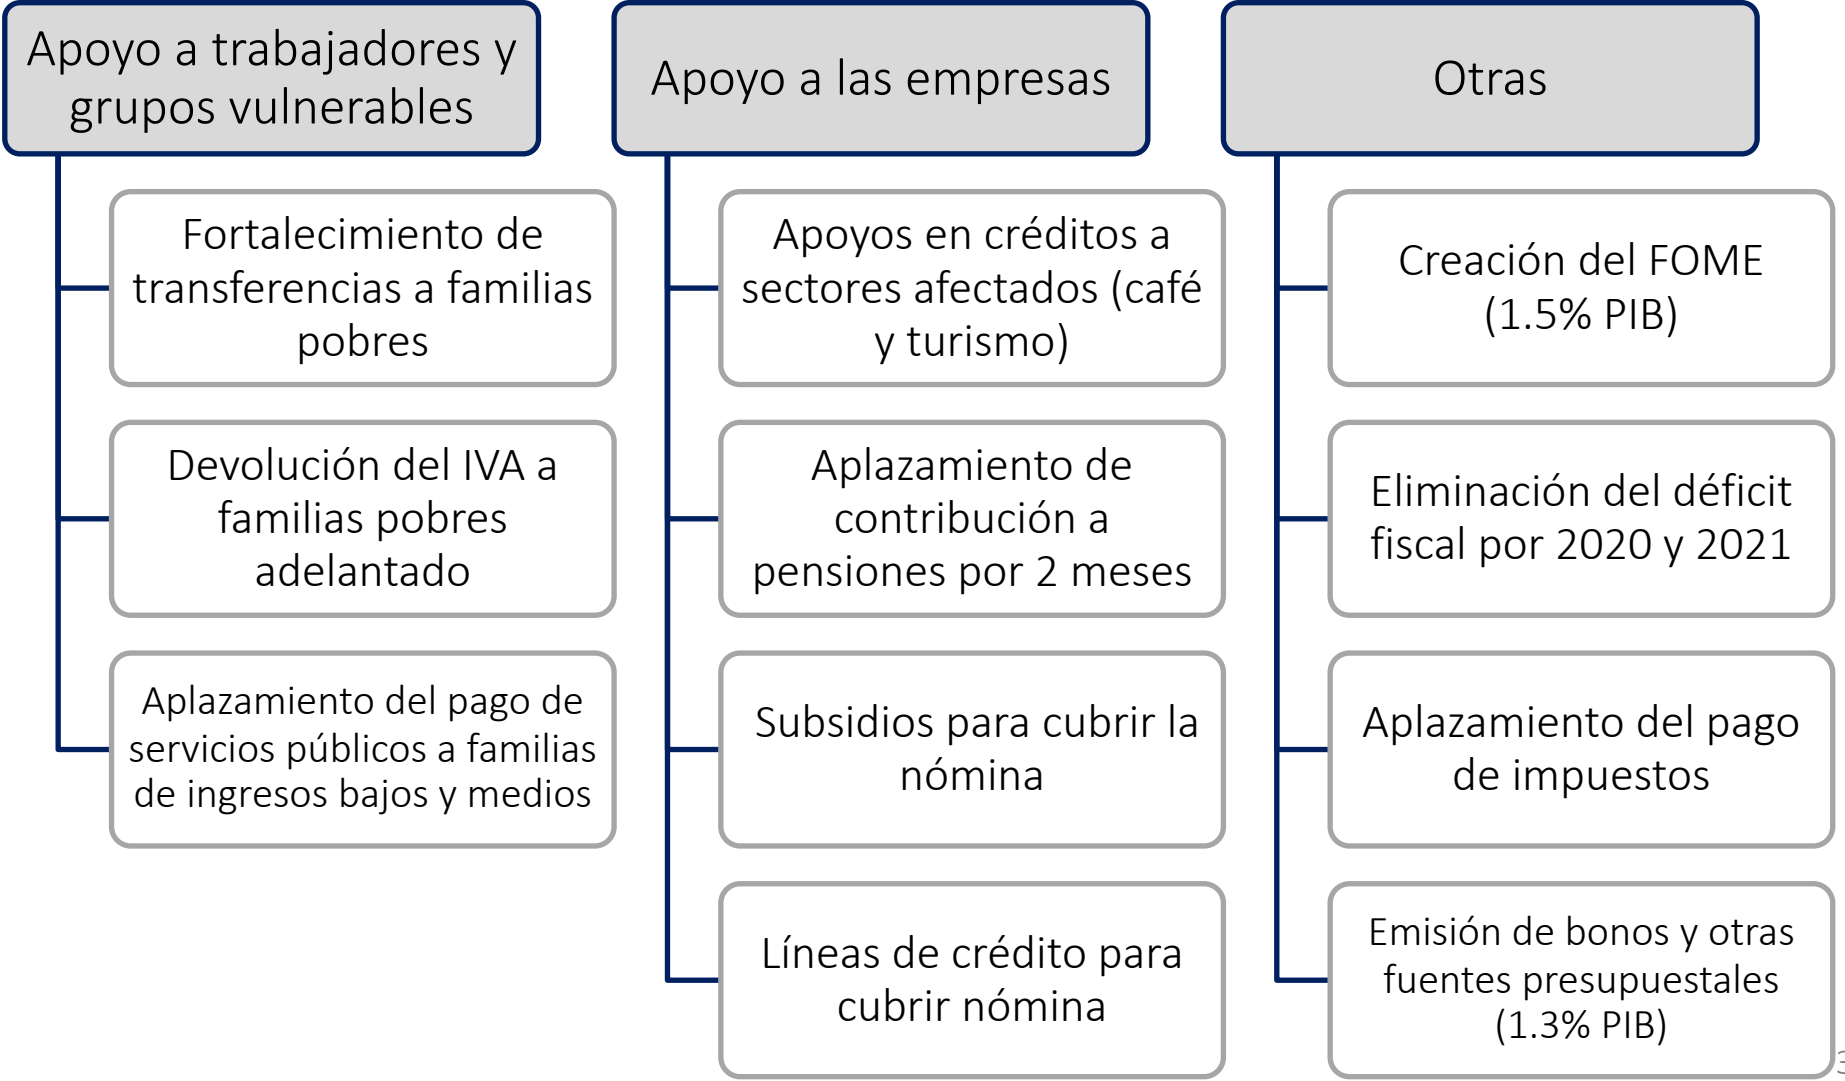 Apoyo a trabajadores y
grupos vulnerables
Fortalecimiento de
transferencias a familias
pobres
Devolución del IVA a
familias pobres
adelantado
Aplazamiento del pago de
servicios públicos a familias
de ingresos bajos y medios
Apoyo a las empresas
Apoyos en créditos a
sectores afectados (café
y turismo)
Aplazamiento de
contribución a
pensiones por 2 meses
Subsidios para cubrir la
nómina
Líneas de crédito para
cubrir nómina
Otras
Creación del FOME
(1.5% PIB)
Eliminación del déficit
fiscal por 2020 y 2021
Aplazamiento del pago
de impuestos
Emisión de bonos y otras
fuentes presupuestales
(1.3% PIB)